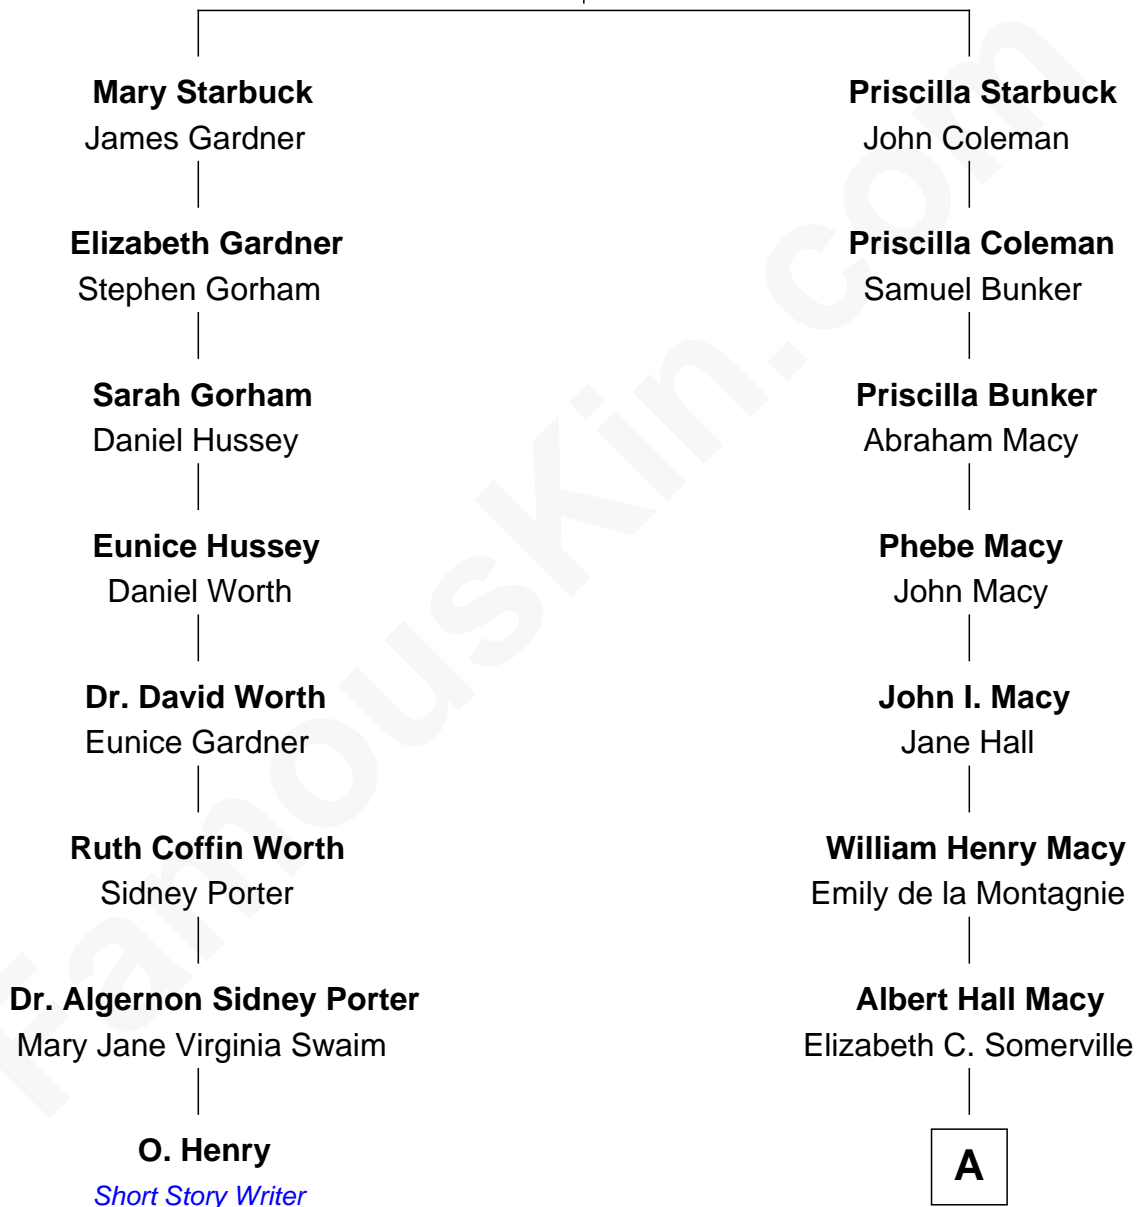 Mary Starbuck
James Gardner
Priscilla Starbuck
John Coleman
Elizabeth Gardner
Stephen Gorham
Priscilla Coleman
Samuel Bunker
Sarah Gorham
Daniel Hussey
Priscilla Bunker
Abraham Macy
Eunice Hussey
Daniel Worth
Phebe Macy
John Macy
Dr. David Worth
Eunice Gardner
John I. Macy
Jane Hall
Ruth Coffin Worth
Sidney Porter
William Henry Macy
Emily de la Montagnie
Dr. Algernon Sidney Porter
Mary Jane Virginia Swaim
Albert Hall Macy
Elizabeth C. Somerville
O. Henry
Short Story Writer
A
FamousKin.com